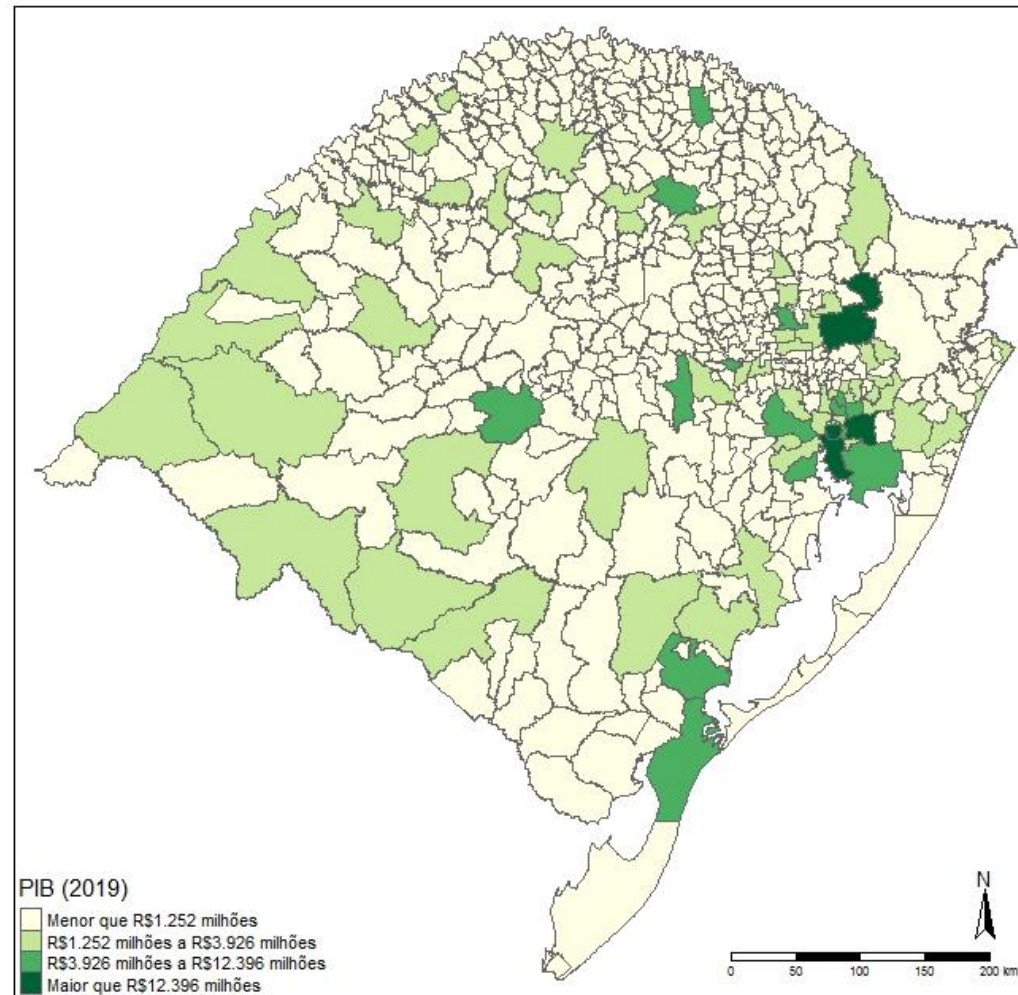 PIB (2019)
Menor que R$1.252 milhões
R$1.252 milhões a R$3.926 milhões
R$3.926 milhões a R$12.396 milhões
Maior que R$12.396 milhões
N
0 50 100 150 200 km